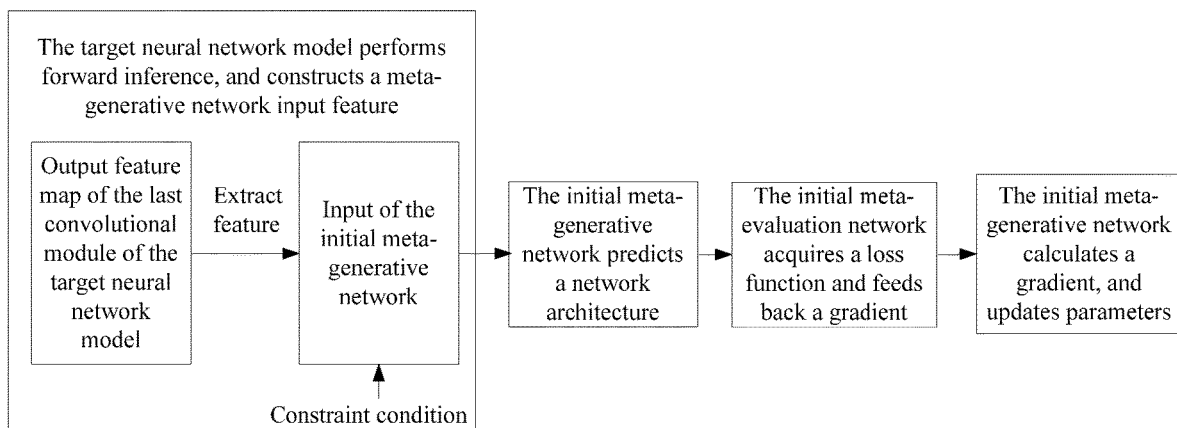 The target neural network model performs
forward inference, and constructs a meta-
generative network input feature
Output feature
map of the last
convolutional
module of the
target neural
network
model
Extract
feature
Input of the
initial meta-
generative
network
Constraint condition
The initial meta-
generative
network predicts
a network
architecture
The initial meta-
evaluation network
acquires a loss
function and feeds
back a gradient
The initial meta-
generative network
calculates a
gradient, and
updates parameters